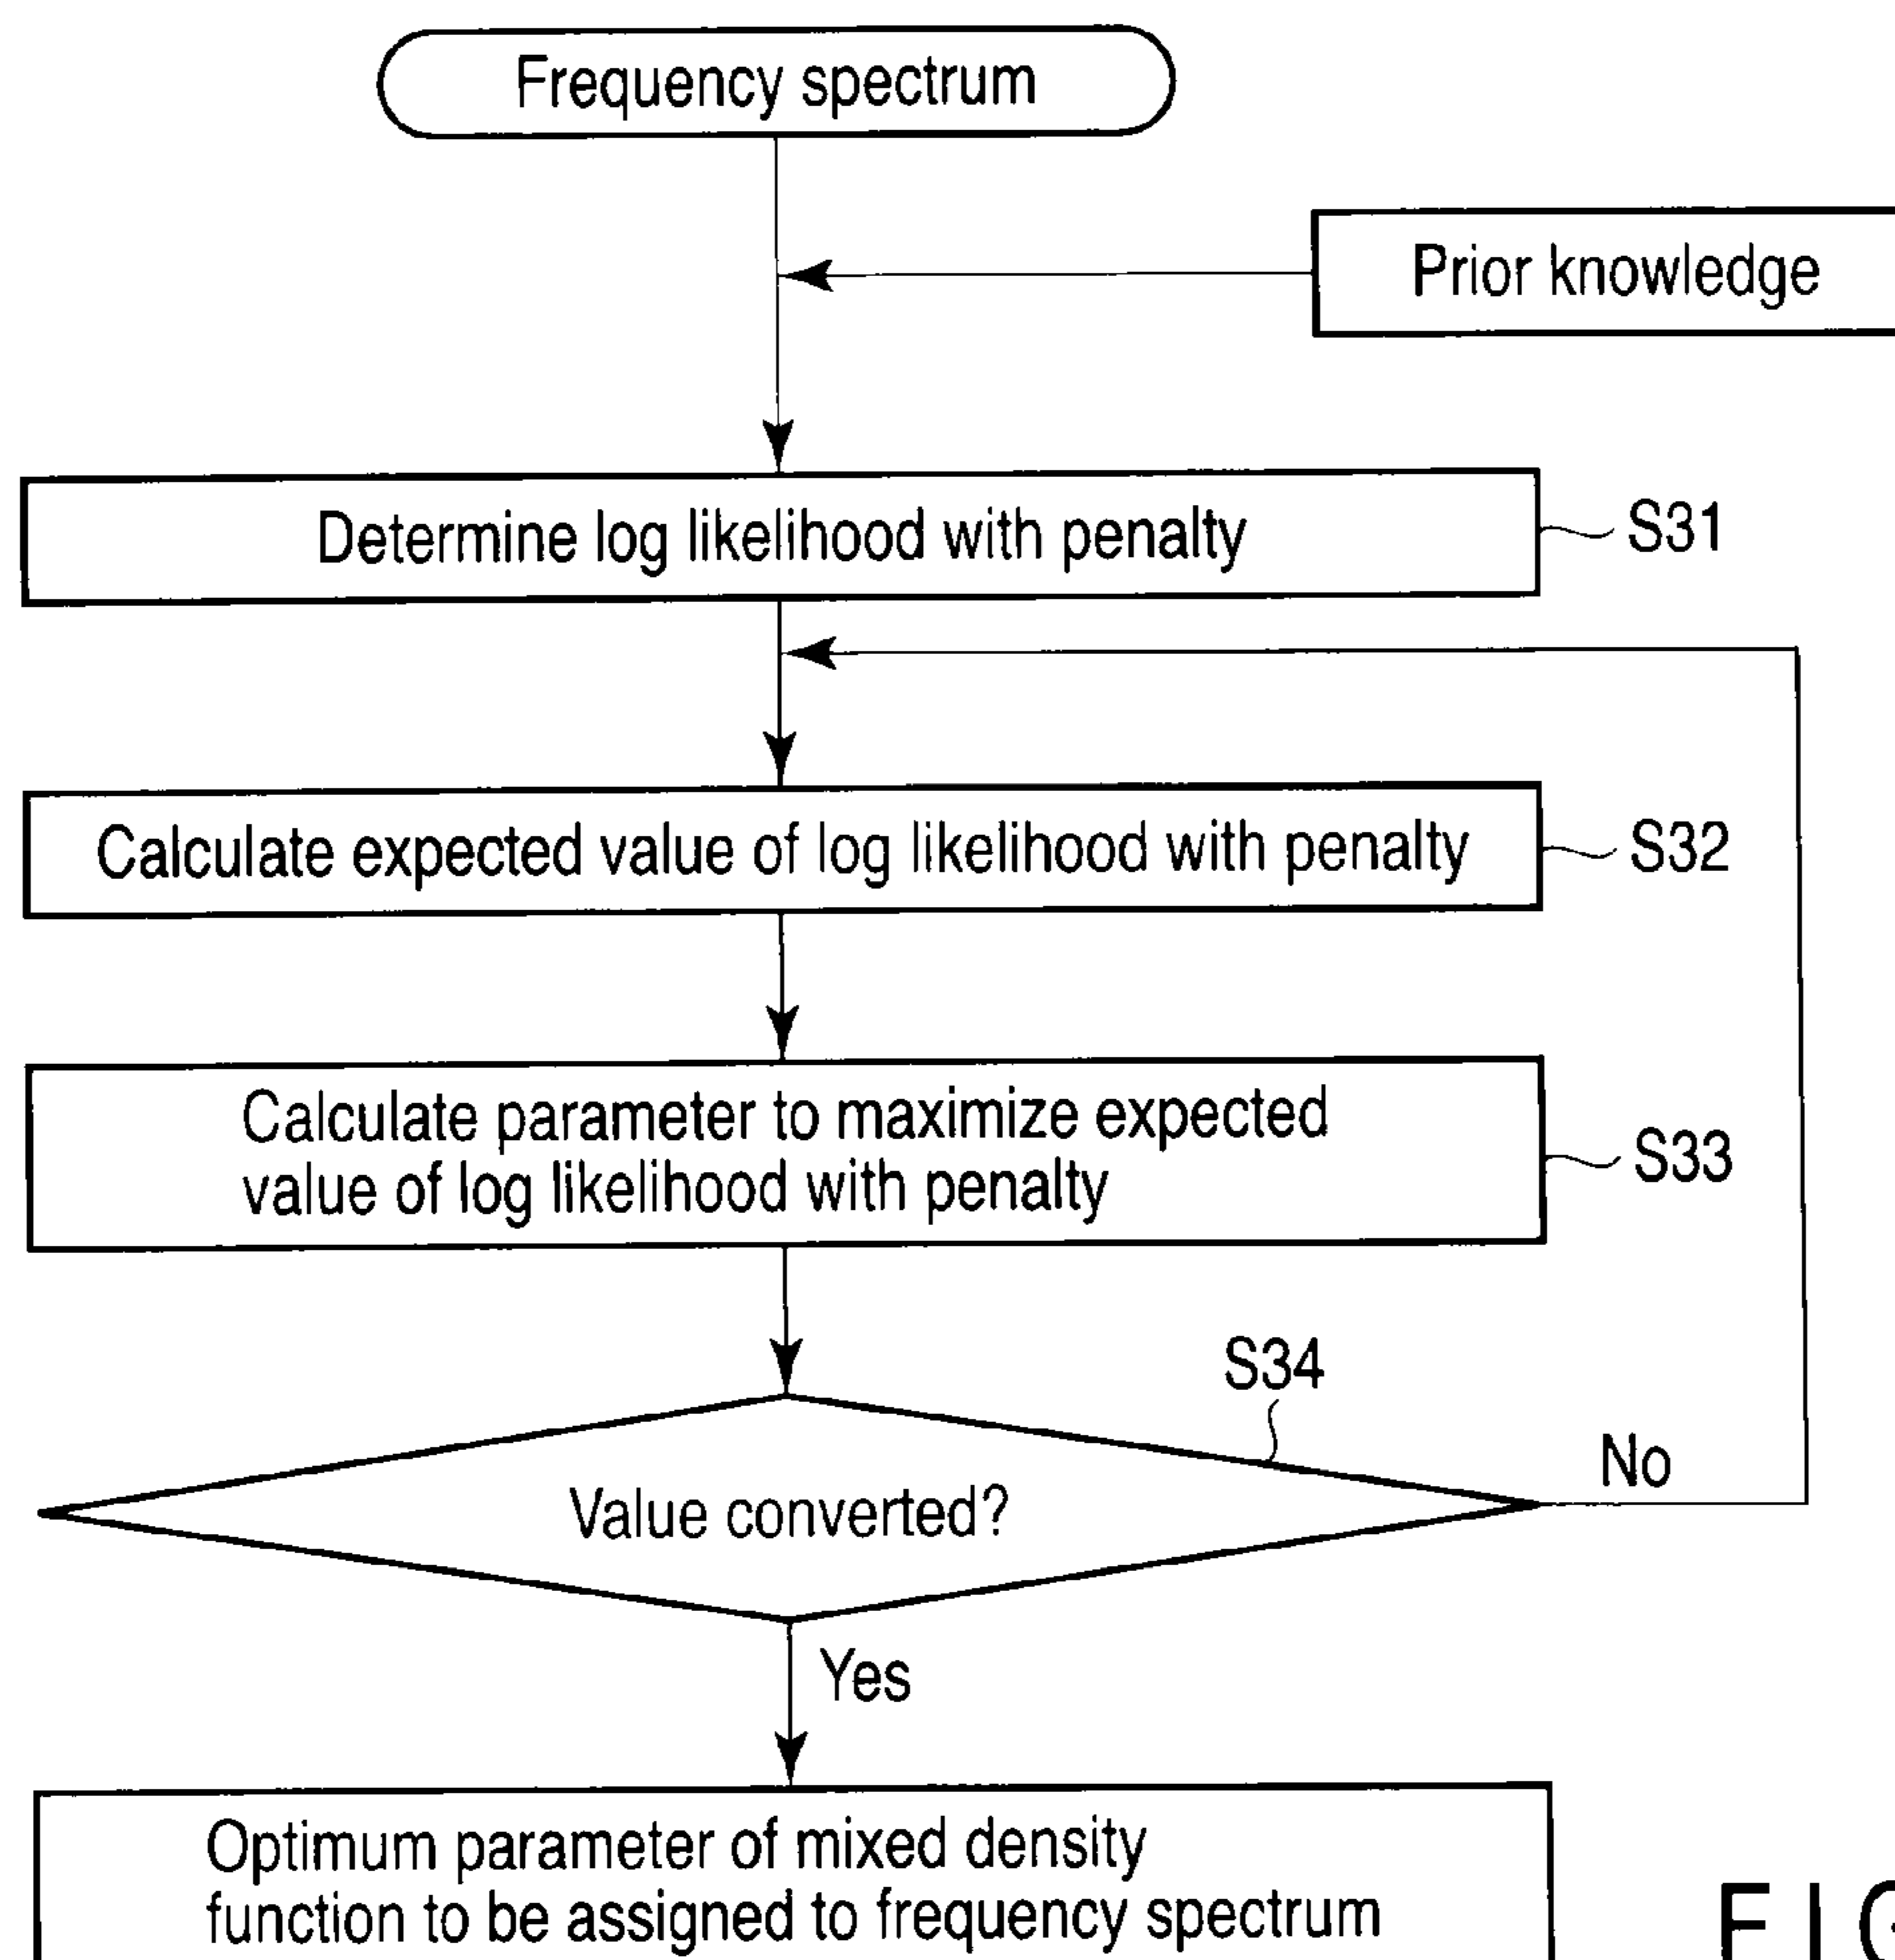 Frequency spectrum
Prior knowledge
Determine log likelihood with penalty
S31
Calculate expected value of log likelihood with penalty
S32
Calculate parameter to maximize expected
value of log likelihood with penalty
S33
S34
Value converted?
No
Yes
Optimum parameter of mixed density
function to be assigned to frequency spectrum